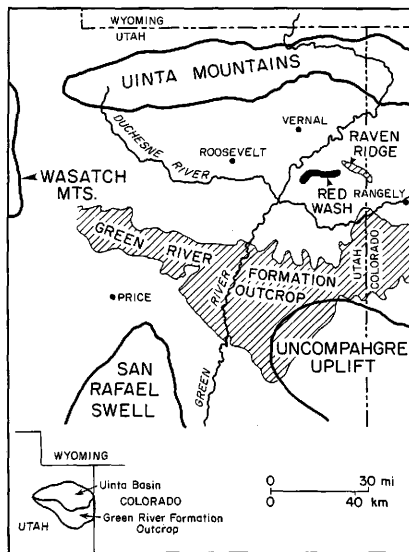 WYOMING
UTAH
UINTA MOUNTAINS
DUCHESNE RIVER
VERNAL
ROOSEVELT
RAVEN
RIDGE
WASATCH
MTS.
RED
WASH
RANGELY
GREEN RIVER
FORMATION
OUTCROP
UTAH
COLORADO
RIVER
GREEN
PRICE
UNCOMPAHGRE
UPLIFT
SAN
RAFAEL
SWELL
WYOMING
Uinta Basin
COLORADO
UTAH
Green River Formation
Outcrop
0 30 mi
0 40 km